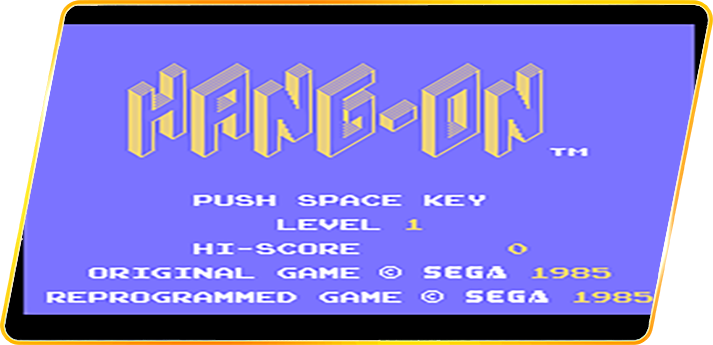 HANG-ON
TM
PUSH SPACE KEY
LEVEL 1
HI-SCORE 0
ORIGINAL GAME © SEGA 1985
REPROGRAMMED GAME © SEGA 1985